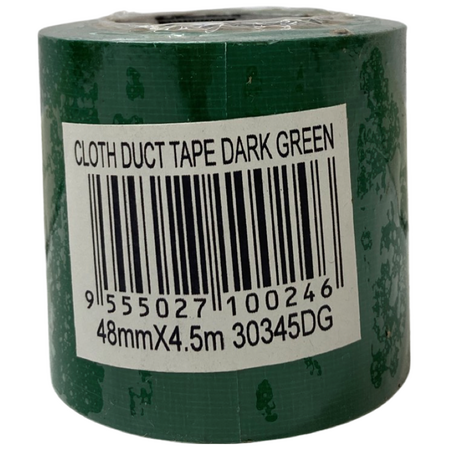 CLOTH DUCT TAPE DARK GREEN
9 555027 100246
48mmX4.5m 30345DG